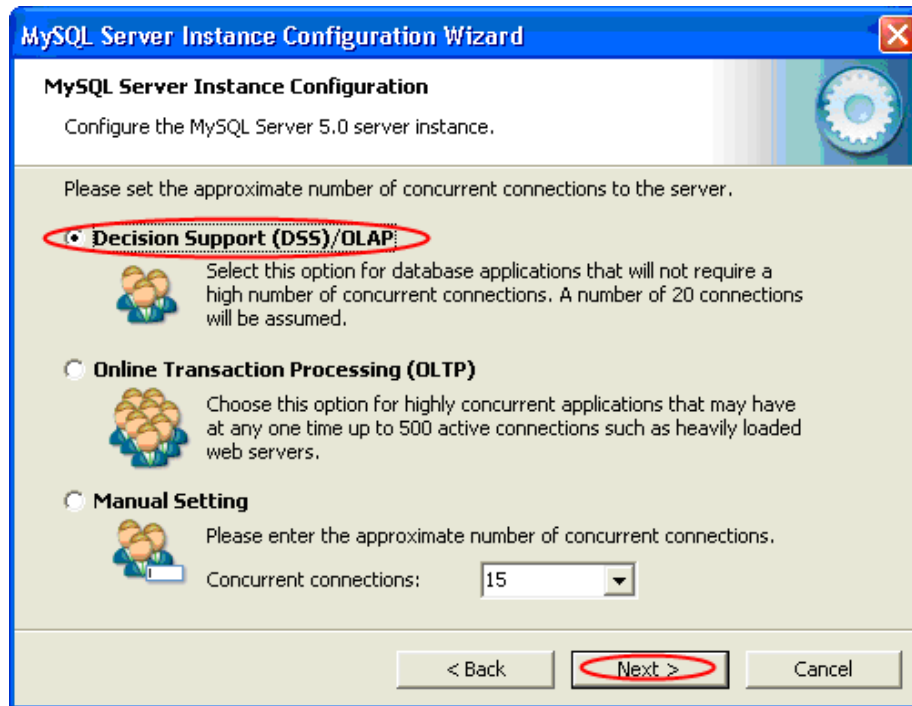 MySQL Server Instance Configuration Wizard
MySQL Server Instance Configuration
Configure the MySQL Server 5.0 server instance.
Please set the approximate number of concurrent connections to the server.
Decision Support (DSS)/OLAP
Select this option for database applications that will not require a
high number of concurrent connections. A number of 20 connections
will be assumed.
Online Transaction Processing (OLTP)
Choose this option for highly concurrent applications that may have
at any one time up to 500 active connections such as heavily loaded
web servers.
Manual Setting
Please enter the approximate number of concurrent connections.
Concurrent connections: 15
< Back Next > Cancel